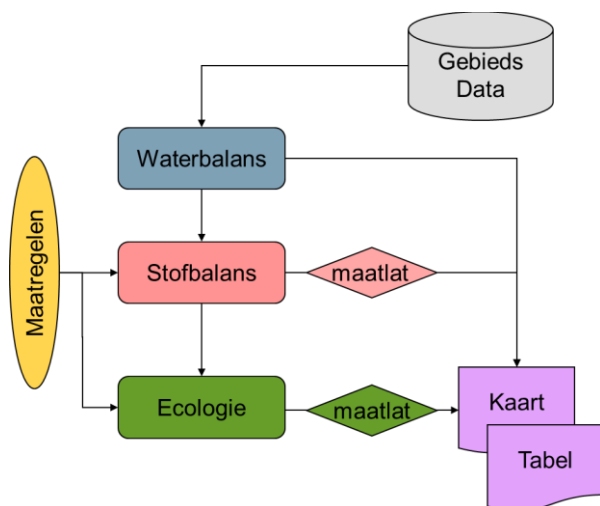 Gebieds
Data
Waterbalans
Maatregelen
Stofbalans
maatlat
Ecologie
maatlat
Kaart
Tabel